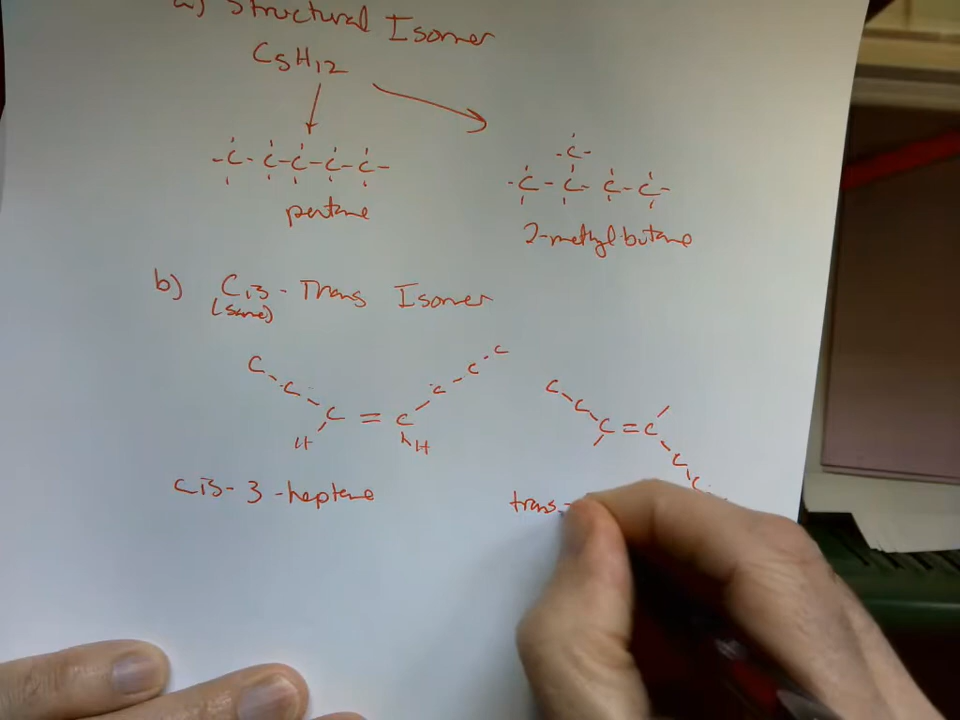 a) Structural Isomer
C5H12
-C-C-C-C-C-
-C-
-C-C-C-C-
pentane
2-methyl butane
b) Cis-Trans Isomer
(same)
C-C-C=C-C-C-C
H H
C-C-C=C-C-C
cis-3-heptene
trans-